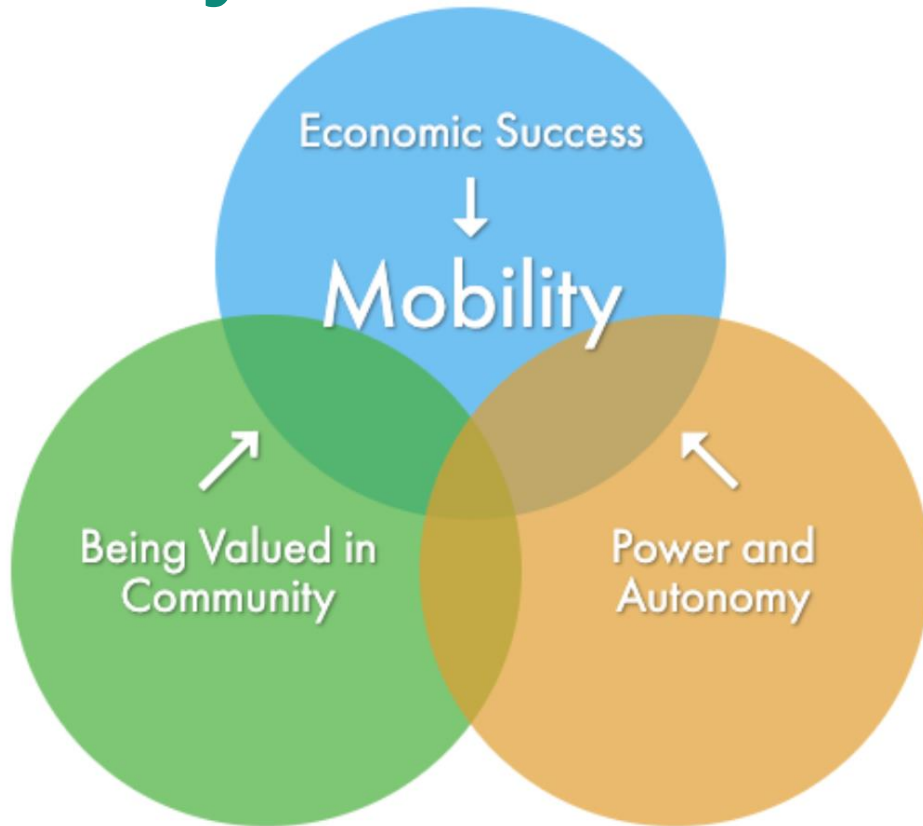 Economic Success
Mobility
Being Valued in
Community
Power and
Autonomy